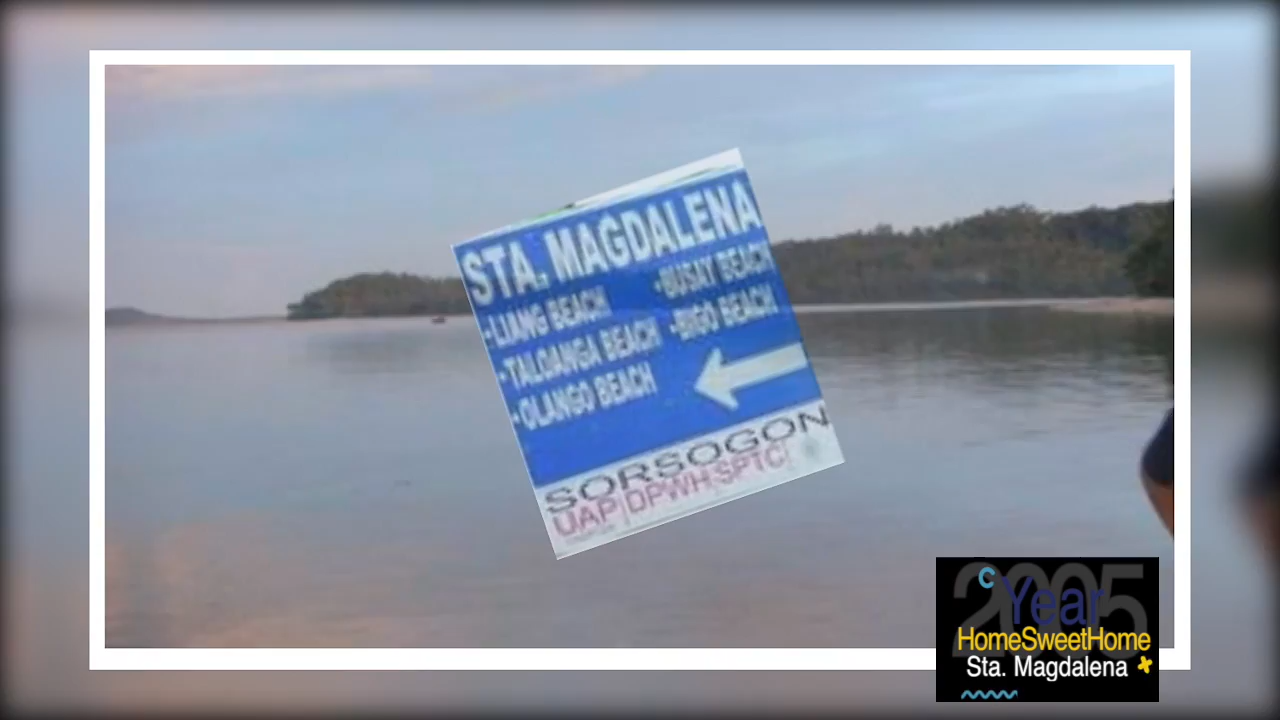 STA. MAGDALENA
-LIANG BEACH
-TALOANGA BEACH
-OLANGO BEACH
-BUSAY BEACH
-BIGO BEACH
SORSOGON
UAP|DPWH|SPTC|
2005
c Year
HomeSweetHome
Sta. Magdalena